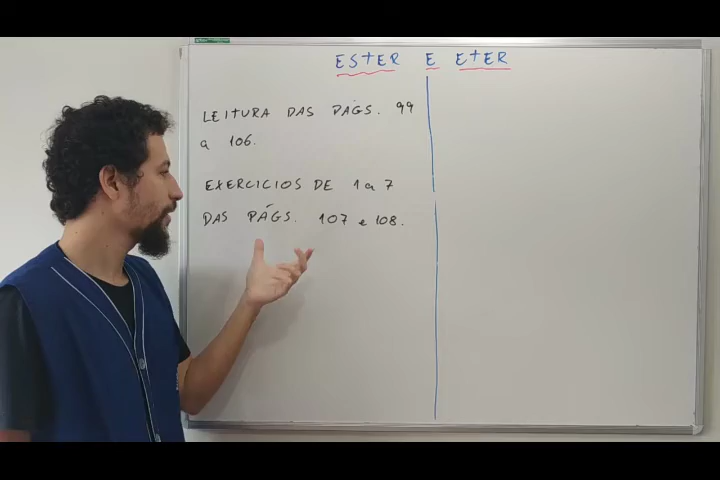 ESTER E ETER
LEITURA DAS PÁGS. 99
a 106.
EXERCICIOS DE 1 a 7
DAS PÁGS. 107 e 108.